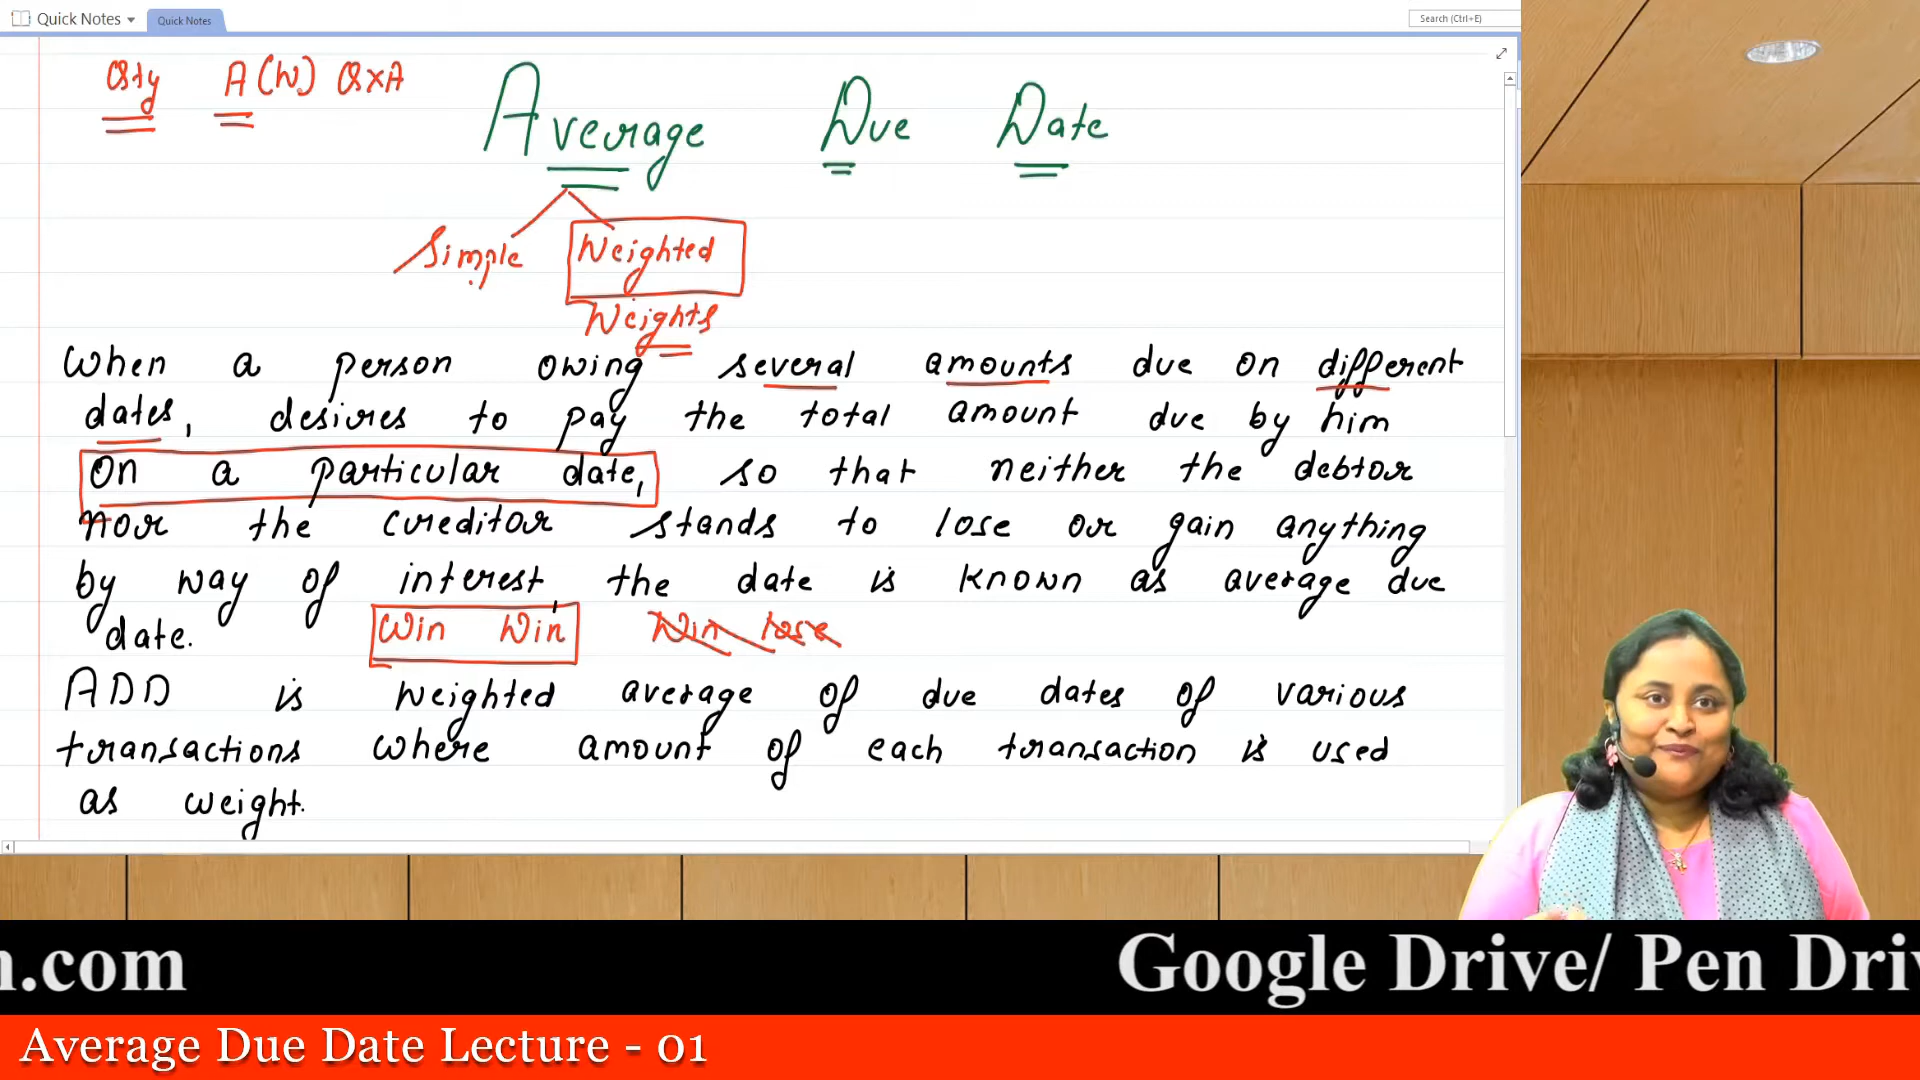 Quick Notes
Quick Notes
Search (Ctrl+E)
Qty A (W) Q×A
Average Due Date
Simple Weighted
Weights
When a person owing several amounts due on different
dates, desires to pay the total amount due by him
On a particular date, so that neither the debtor
nor the creditor stands to lose or gain anything
by way of interest, the date is known as average due
date. Win Win Win lose
ADD is weighted average of due dates of various
transactions where amount of each transaction is used
as weight.
n.com Google Drive/ Pen Driv
Average Due Date Lecture - 01